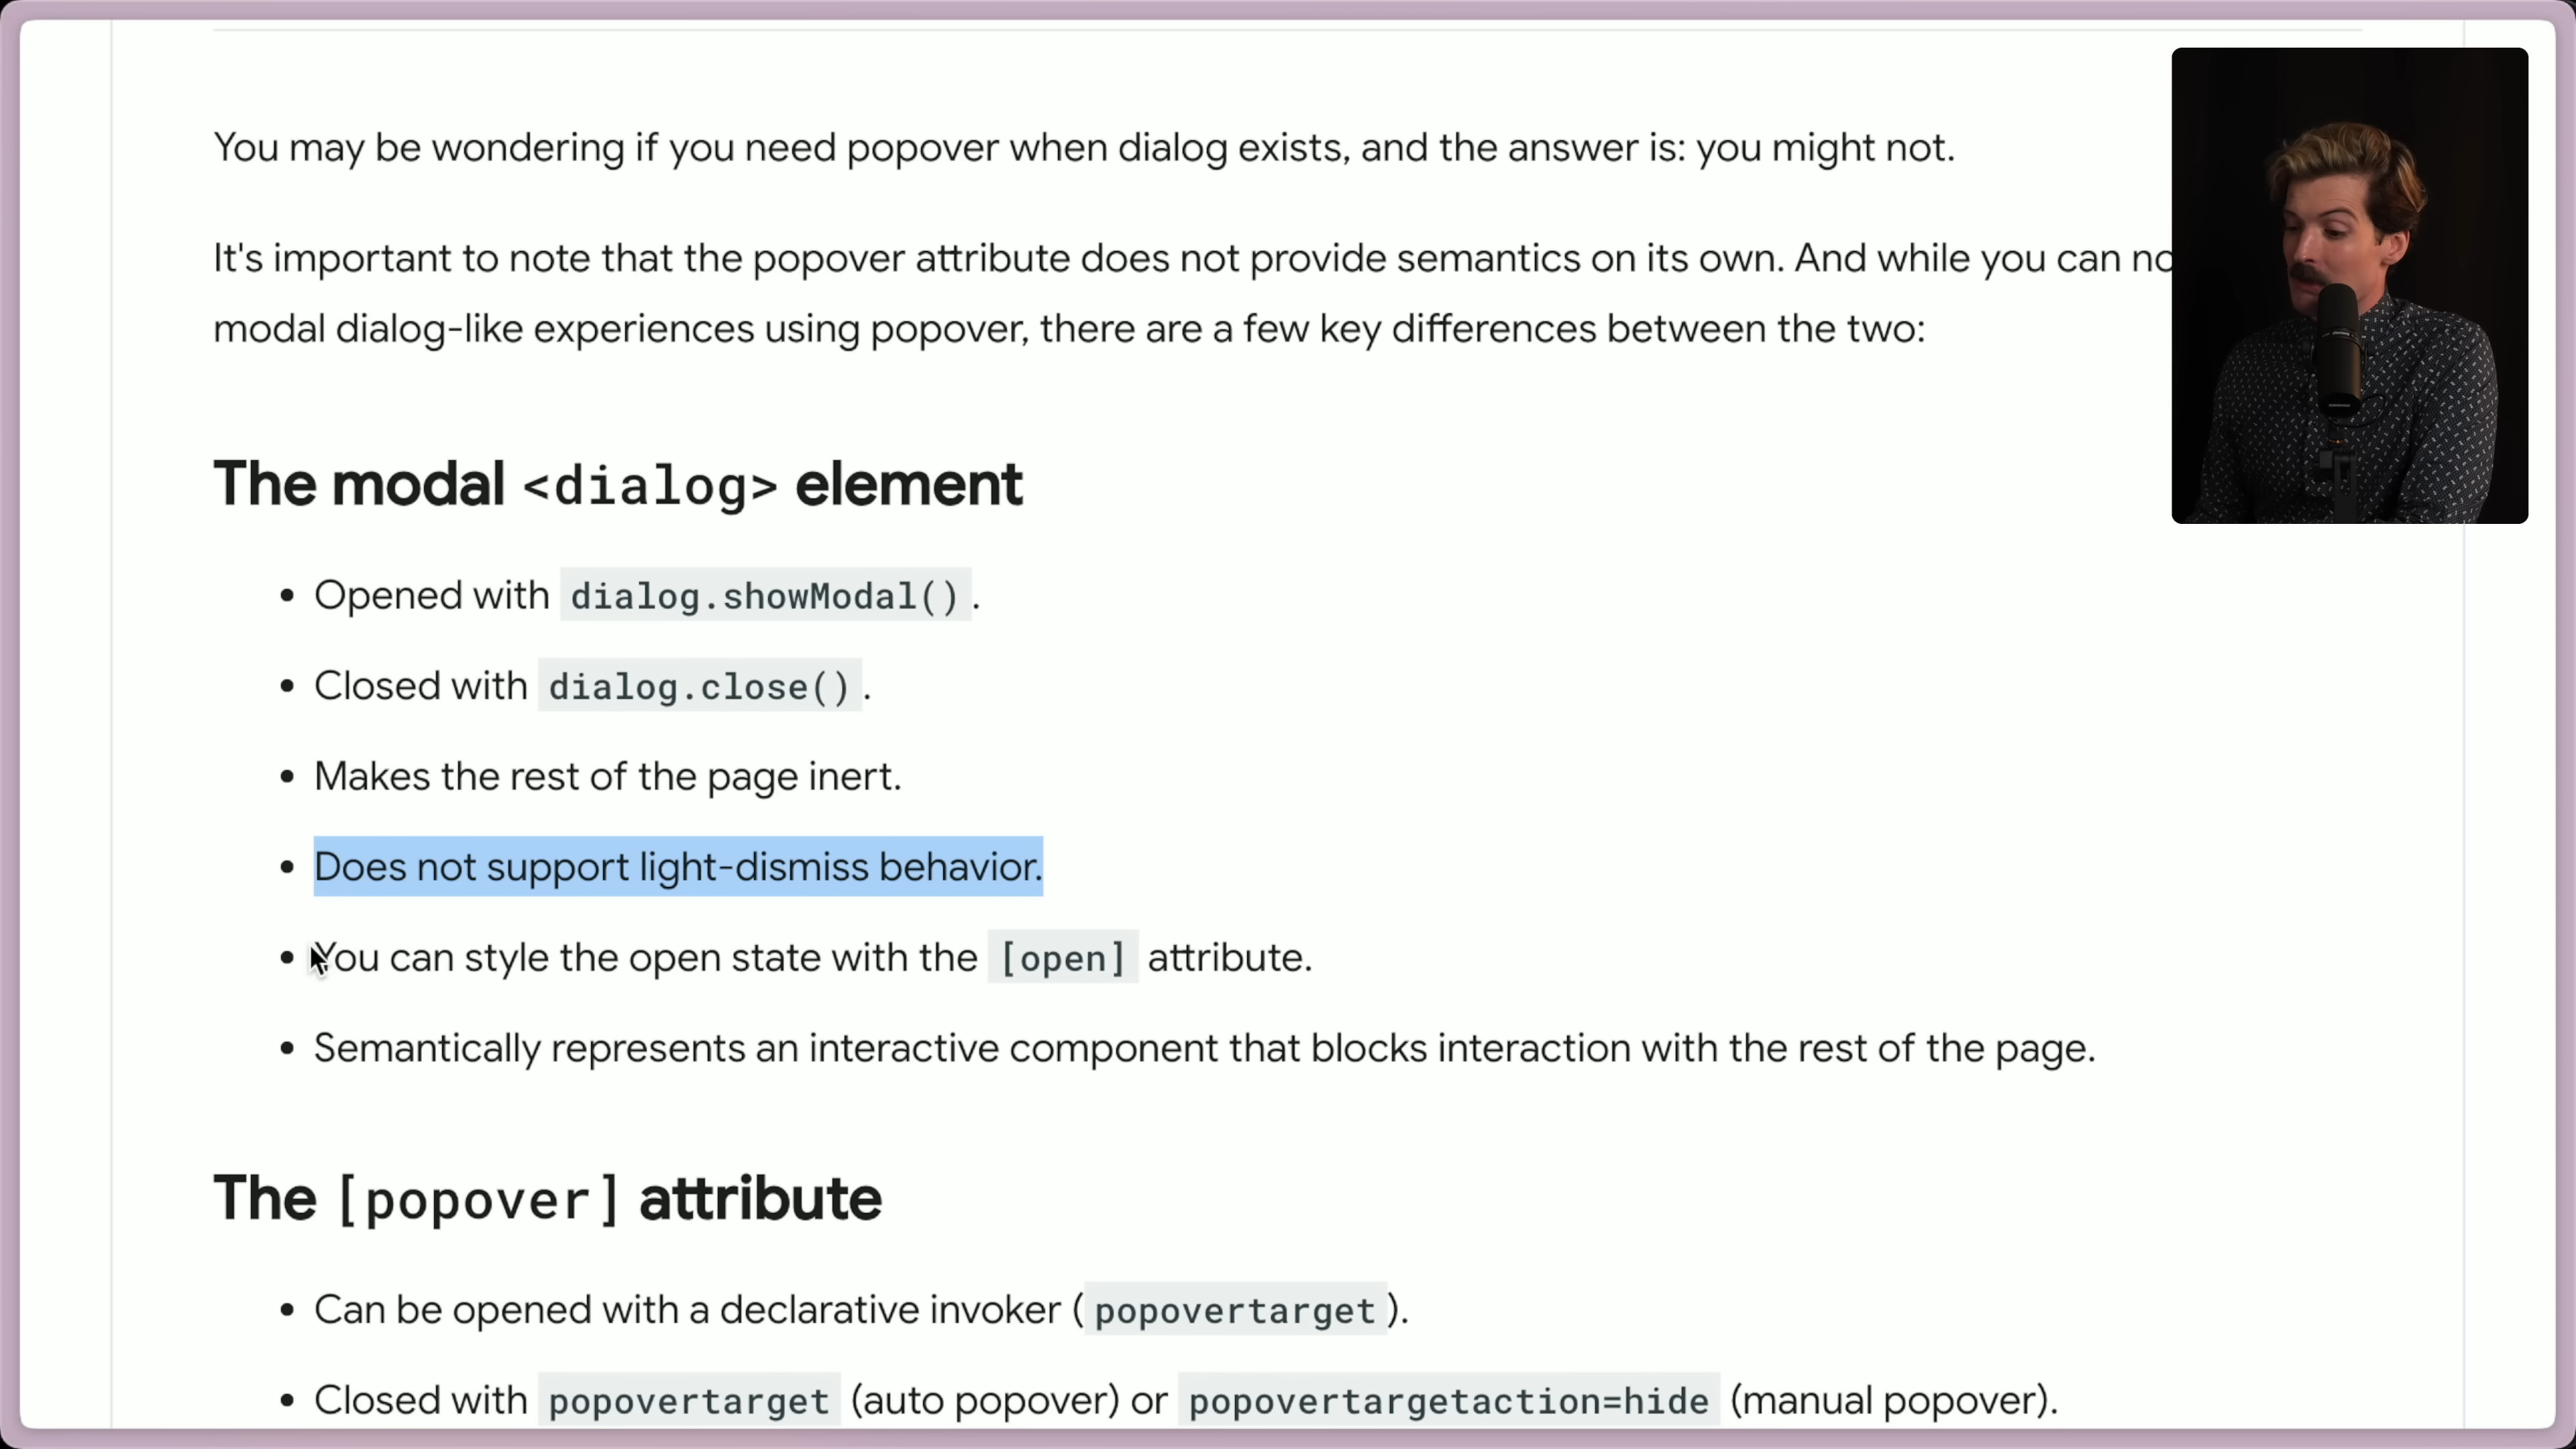 You may be wondering if you need popover when dialog exists, and the answer is: you might not.
It's important to note that the popover attribute does not provide semantics on its own. And while you can no
modal dialog-like experiences using popover, there are a few key differences between the two:
The modal <dialog> element
• Opened with dialog.showModal().
• Closed with dialog.close().
• Makes the rest of the page inert.
• Does not support light-dismiss behavior.
• You can style the open state with the [open] attribute.
• Semantically represents an interactive component that blocks interaction with the rest of the page.
The [popover] attribute
• Can be opened with a declarative invoker (popovertarget).
• Closed with popovertarget (auto popover) or popovertargetaction=hide (manual popover).